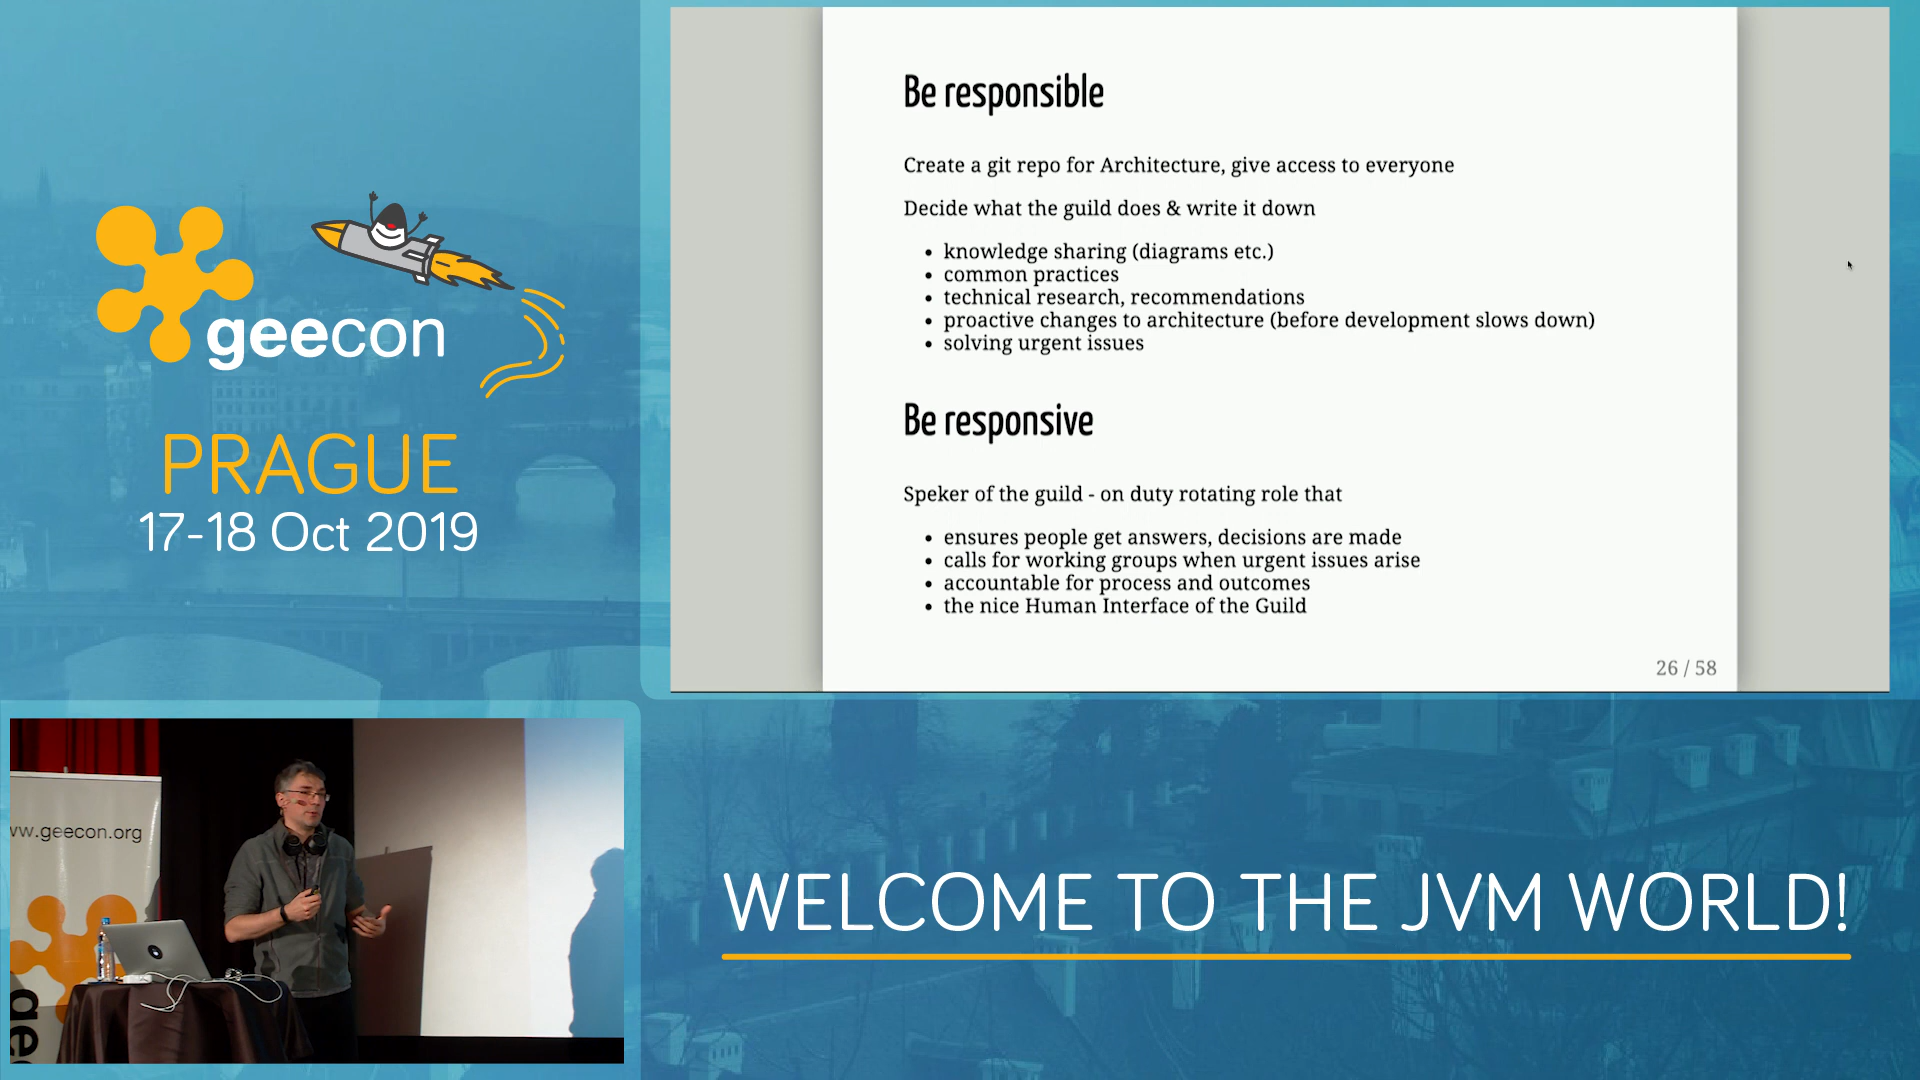 geecon
PRAGUE
17-18 Oct 2019
Be responsible
Create a git repo for Architecture, give access to everyone
Decide what the guild does & write it down
• knowledge sharing (diagrams etc.)
• common practices
• technical research, recommendations
• proactive changes to architecture (before development slows down)
• solving urgent issues
Be responsive
Speker of the guild - on duty rotating role that
• ensures people get answers, decisions are made
• calls for working groups when urgent issues arise
• accountable for process and outcomes
• the nice Human Interface of the Guild
26 / 58
vw.geecon.org
gee
WELCOME TO THE JVM WORLD!